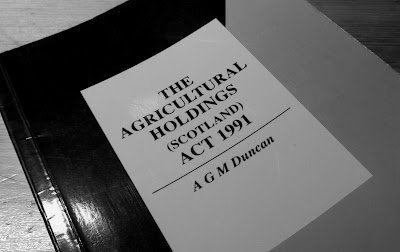 THE
AGRICULTURAL
HOLDINGS
(SCOTLAND)
ACT 1991
A G M Duncan